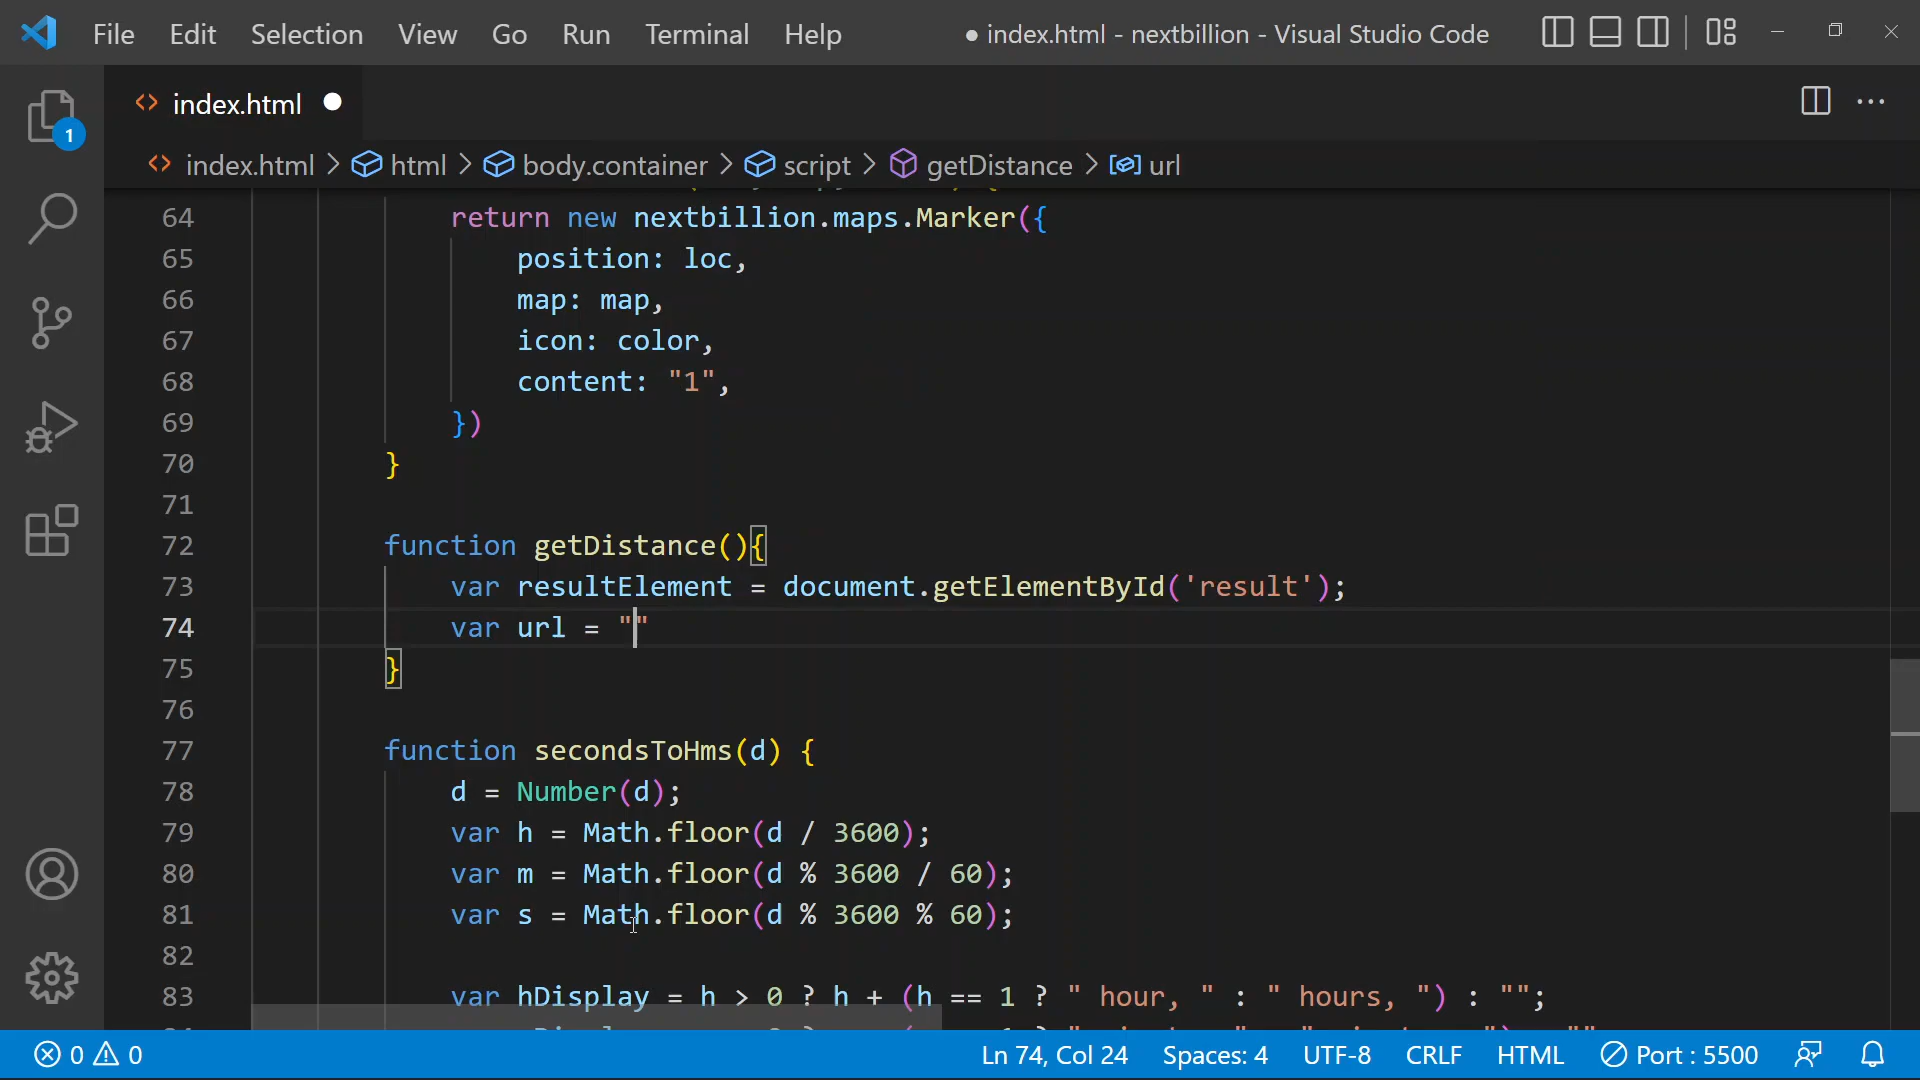 File Edit Selection View Go Run Terminal Help ● index.html - nextbillion - Visual Studio Code
index.html
1
index.html > html > body.container > script > getDistance > url
64 return new nextbillion.maps.Marker({
65 position: loc,
66 map: map,
67 icon: color,
68 content: "1",
69 })
70 }
71
72 function getDistance(){
73 var resultElement = document.getElementById('result');
74 var url = ""
75 }
76
77 function secondsToHms(d) {
78 d = Number(d);
79 var h = Math.floor(d / 3600);
80 var m = Math.floor(d % 3600 / 60);
81 var s = Math.floor(d % 3600 % 60);
82
83 var hDisplay = h > 0 ? h + (h == 1 ? " hour, " : " hours, ") : "";
0 0 Ln 74, Col 24 Spaces: 4 UTF-8 CRLF HTML Port : 5500